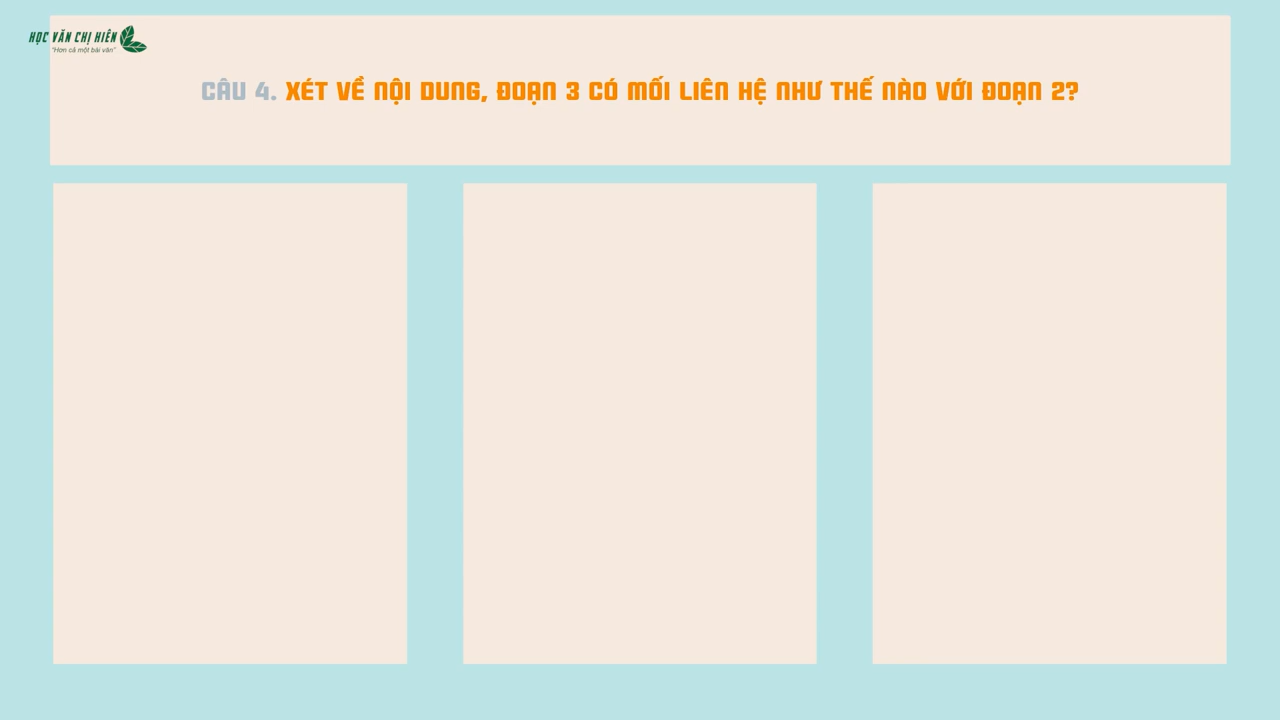 HỌC VĂN CHỊ HIÊN
"Hơn cả một bài văn"
CÂU 4. XÉT VỀ NỘI DUNG, ĐOẠN 3 CÓ MỐI LIÊN HỆ NHƯ THẾ NÀO VỚI ĐOẠN 2?